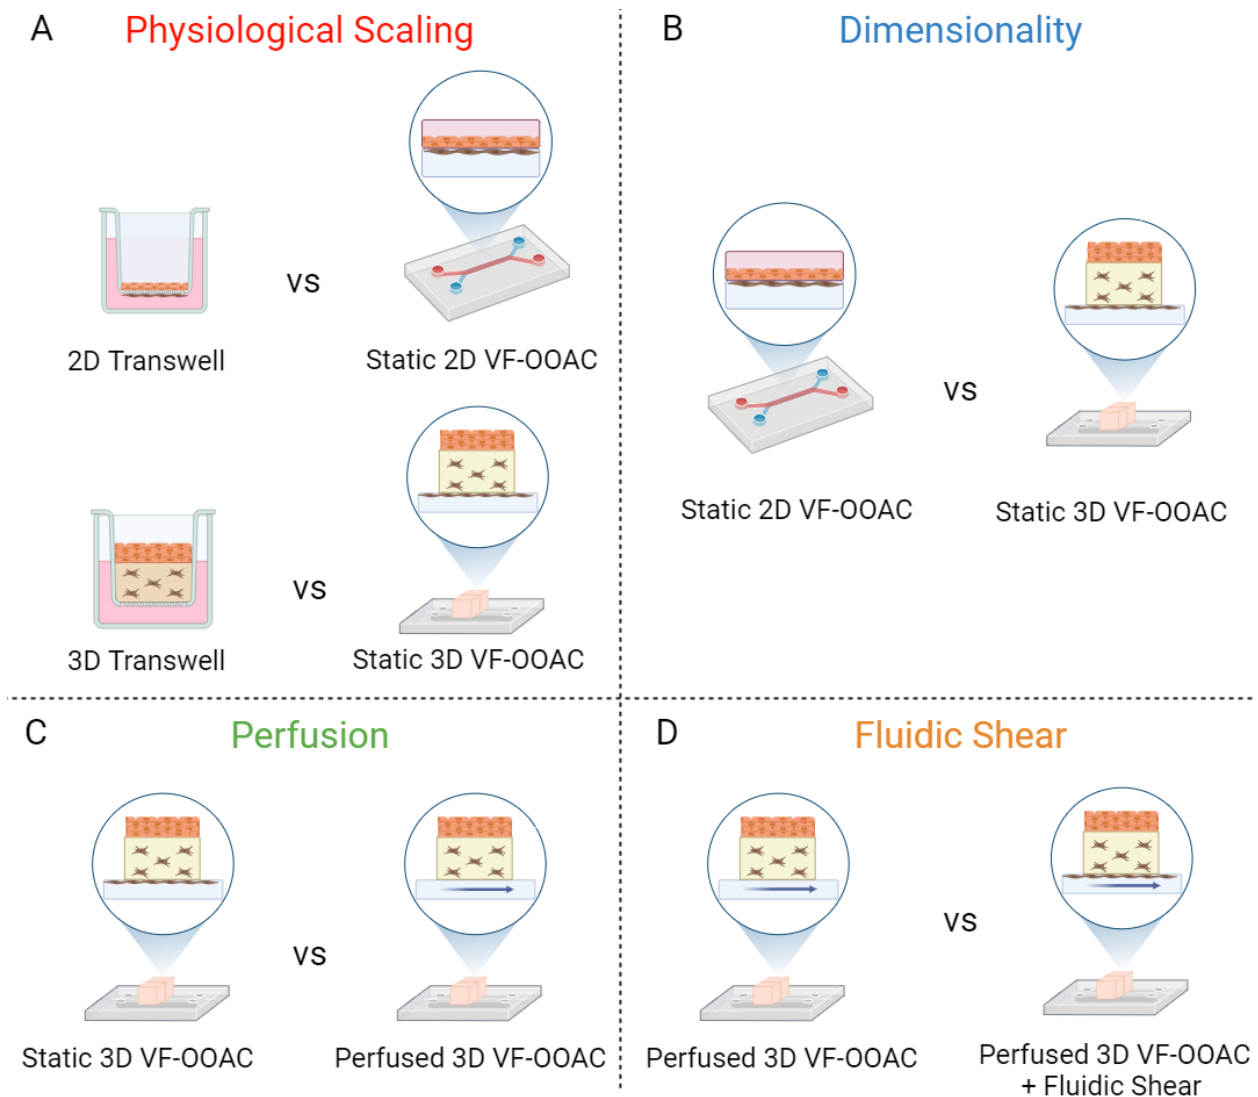 A
Physiological Scaling
2D Transwell
vs
Static 2D VF-OOAC
3D Transwell
vs
Static 3D VF-OOAC
B
Dimensionality
Static 2D VF-OOAC
vs
Static 3D VF-OOAC
C
Perfusion
Static 3D VF-OOAC
vs
Perfused 3D VF-OOAC
D
Fluidic Shear
Perfused 3D VF-OOAC
vs
Perfused 3D VF-OOAC
+ Fluidic Shear